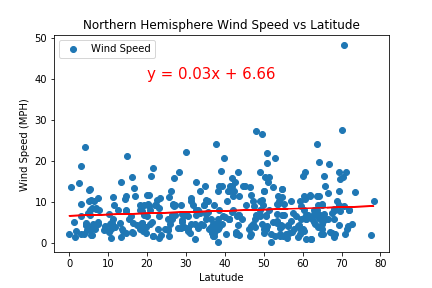 Northern Hemisphere Wind Speed vs Latitude
Wind Speed
y = 0.03x + 6.66
Wind Speed (MPH)
50
40
30
20
10
0
0 10 20 30 40 50 60 70 80
Latutude